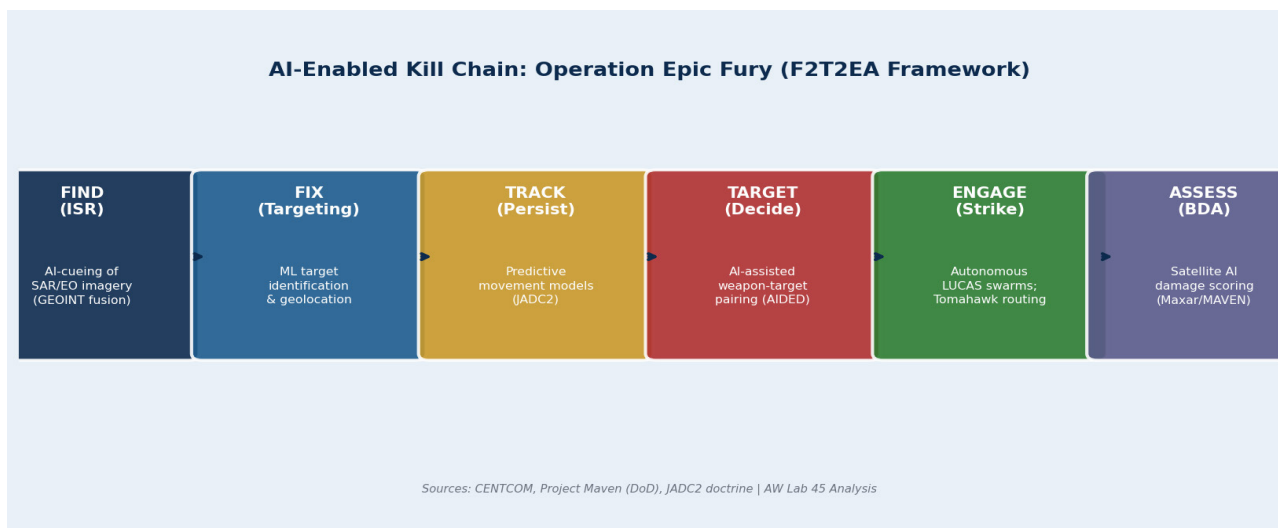 AI-Enabled Kill Chain: Operation Epic Fury (F2T2EA Framework)
FIND
(ISR)
AI-cueing of
SAR/EO imagery
(GEOINT fusion)
FIX
(Targeting)
ML target
identification
& geolocation
TRACK
(Persist)
Predictive
movement models
(JADC2)
TARGET
(Decide)
AI-assisted
weapon-target
pairing (AIDED)
ENGAGE
(Strike)
Autonomous
LUCAS swarms;
Tomahawk routing
ASSESS
(BDA)
Satellite AI
damage scoring
(Maxar/MAVEN)
Sources: CENTCOM, Project Maven (DoD), JADC2 doctrine | AW Lab 45 Analysis